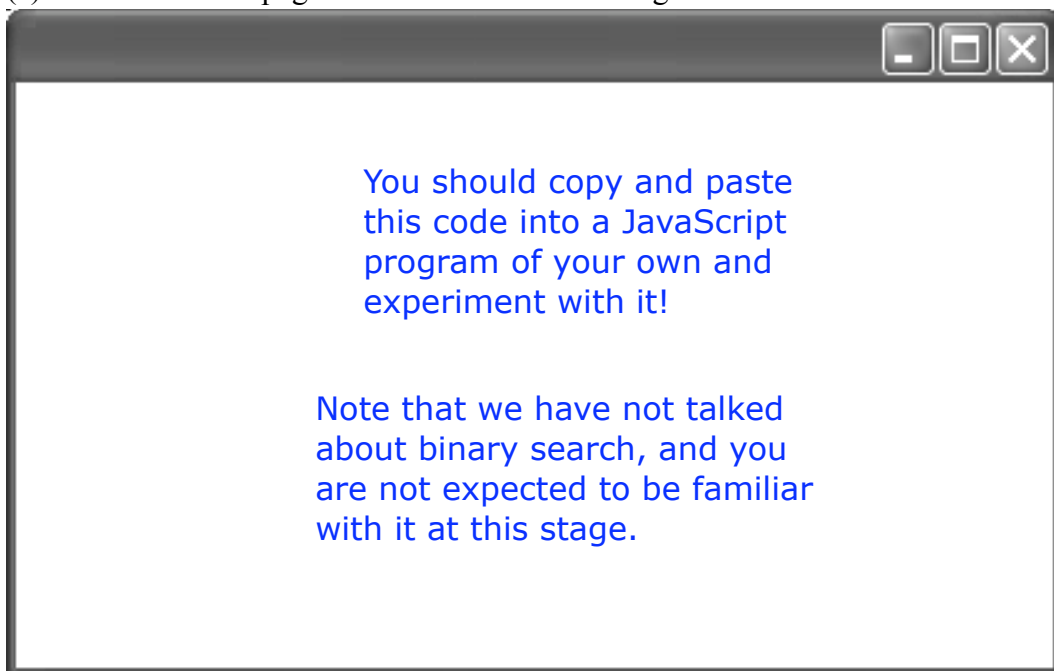 You should copy and paste
this code into a JavaScript
program of your own and
experiment with it!
Note that we have not talked
about binary search, and you
are not expected to be familiar
with it at this stage.